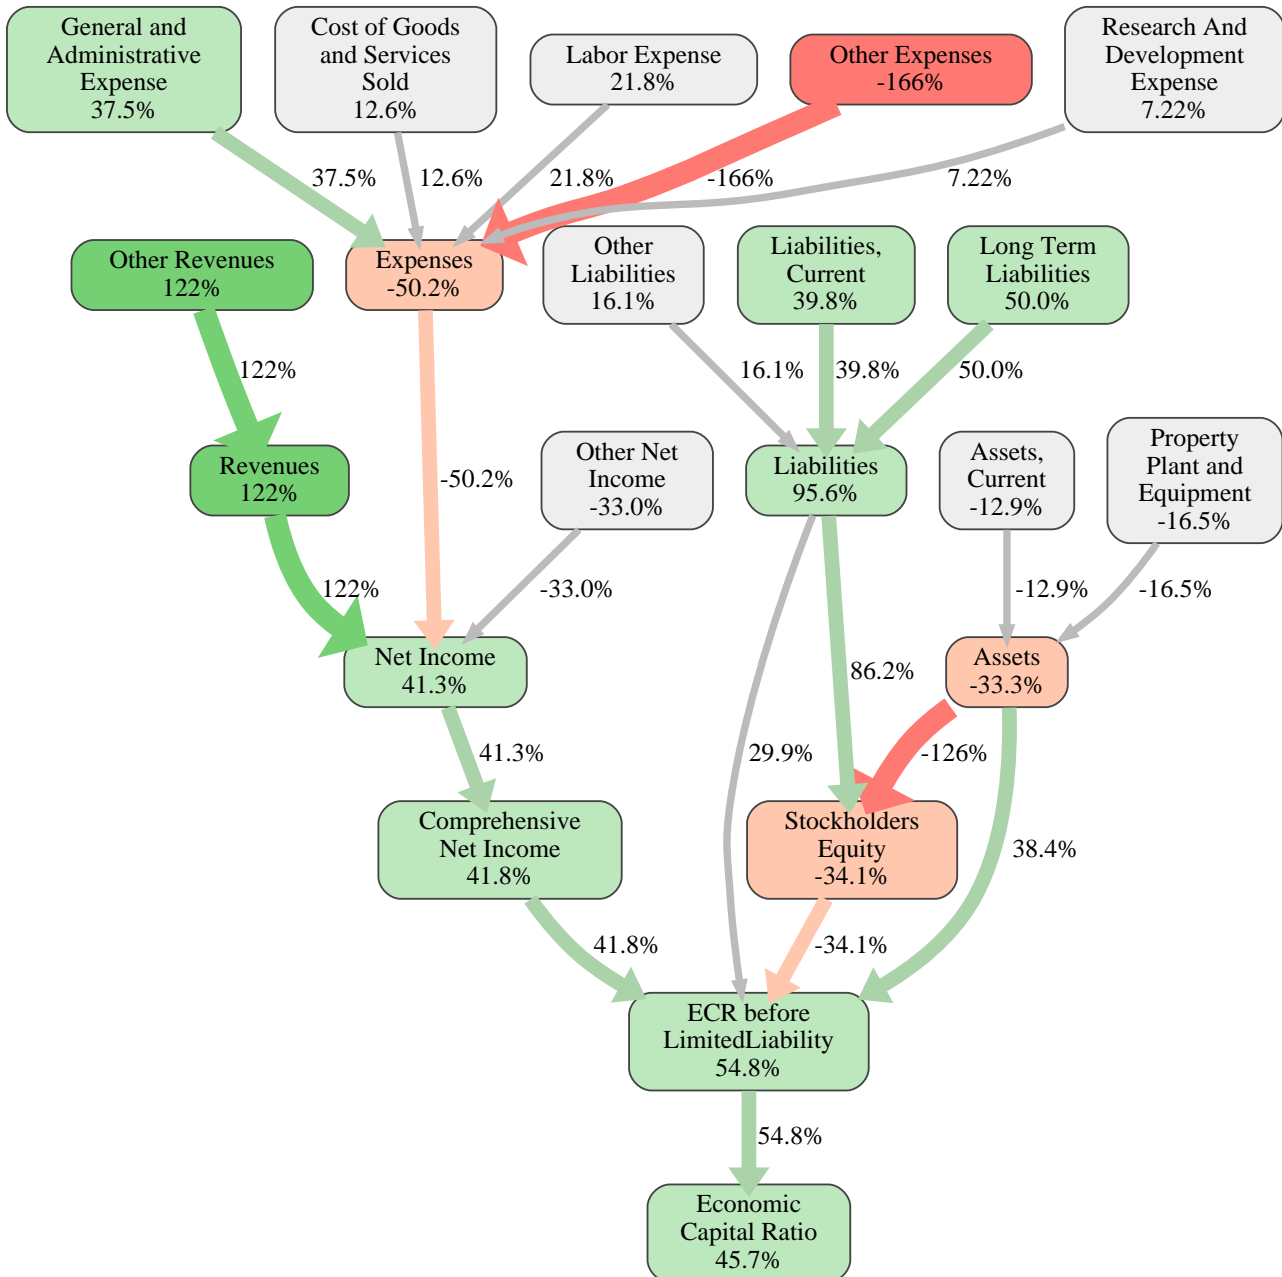 General and
Administrative
Expense
37.5%
Cost of Goods
and Services
Sold
12.6%
Labor Expense
21.8%
Other Expenses
-166%
Research And
Development
Expense
7.22%
37.5%
12.6%
21.8%
-166%
7.22%
Other Revenues
122%
Expenses
-50.2%
Other
Liabilities
16.1%
Liabilities,
Current
39.8%
Long Term
Liabilities
50.0%
122%
16.1%
39.8%
50.0%
Revenues
122%
-50.2%
Other Net
Income
-33.0%
Liabilities
95.6%
Assets,
Current
-12.9%
Property
Plant and
Equipment
-16.5%
122%
-33.0%
-12.9%
-16.5%
Net Income
41.3%
86.2%
Assets
-33.3%
41.3%
29.9%
-126%
Comprehensive
Net Income
41.8%
Stockholders
Equity
-34.1%
38.4%
41.8%
-34.1%
ECR before
LimitedLiability
54.8%
54.8%
Economic
Capital Ratio
45.7%